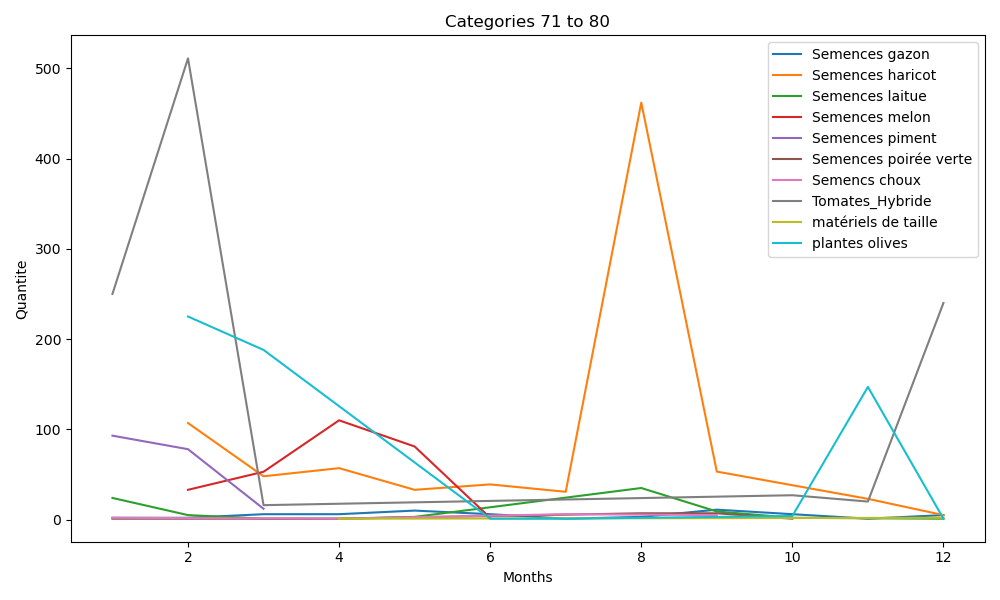 Categories 71 to 80
Quantite
500
400
300
200
100
0
2
4
6
8
10
12
Months
Semences gazon
Semences haricot
Semences laitue
Semences melon
Semences piment
Semences poirée verte
Semencs choux
Tomates_Hybride
matériels de taille
plantes olives